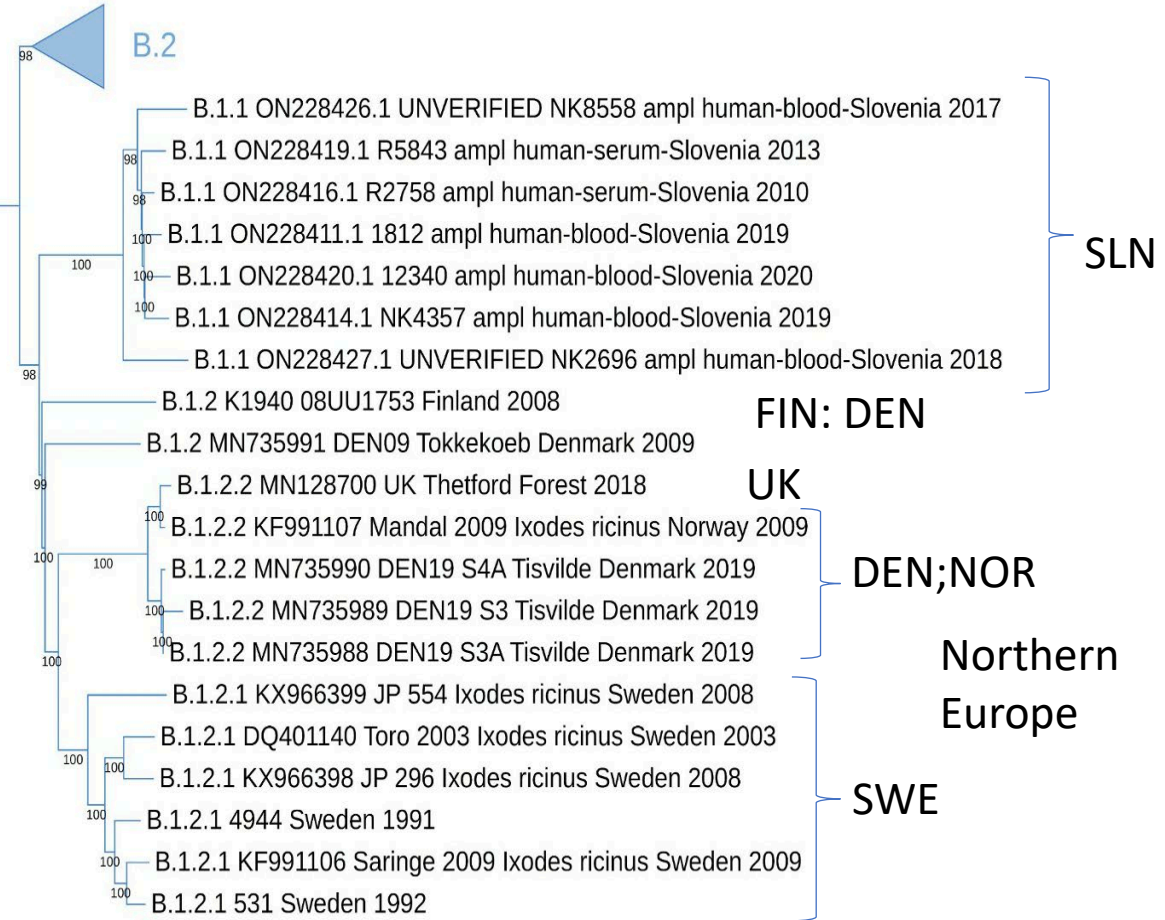 98
B.2
B.1.1 ON228426.1 UNVERIFIED NK8558 ampl human-blood-Slovenia 2017
98
B.1.1 ON228419.1 R5843 ampl human-serum-Slovenia 2013
98
B.1.1 ON228416.1 R2758 ampl human-serum-Slovenia 2010
100
B.1.1 ON228411.1 1812 ampl human-blood-Slovenia 2019
SLN
100
100
B.1.1 ON228420.1 12340 ampl human-blood-Slovenia 2020
100
B.1.1 ON228414.1 NK4357 ampl human-blood-Slovenia 2019
B.1.1 ON228427.1 UNVERIFIED NK2696 ampl human-blood-Slovenia 2018
98
B.1.2 K1940 08UU1753 Finland 2008
FIN: DEN
B.1.2 MN735991 DEN09 Tokkekoeb Denmark 2009
99
B.1.2.2 MN128700 UK Thetford Forest 2018
UK
100
B.1.2.2 KF991107 Mandal 2009 Ixodes ricinus Norway 2009
100
100
B.1.2.2 MN735990 DEN19 S4A Tisvilde Denmark 2019
DEN;NOR
100
B.1.2.2 MN735989 DEN19 S3 Tisvilde Denmark 2019
100
B.1.2.2 MN735988 DEN19 S3A Tisvilde Denmark 2019
100
Northern
Europe
B.1.2.1 KX966399 JP 554 Ixodes ricinus Sweden 2008
B.1.2.1 DQ401140 Toro 2003 Ixodes ricinus Sweden 2003
100
100
B.1.2.1 KX966398 JP 296 Ixodes ricinus Sweden 2008
SWE
100
B.1.2.1 4944 Sweden 1991
100
B.1.2.1 KF991106 Saringe 2009 Ixodes ricinus Sweden 2009
100
B.1.2.1 531 Sweden 1992